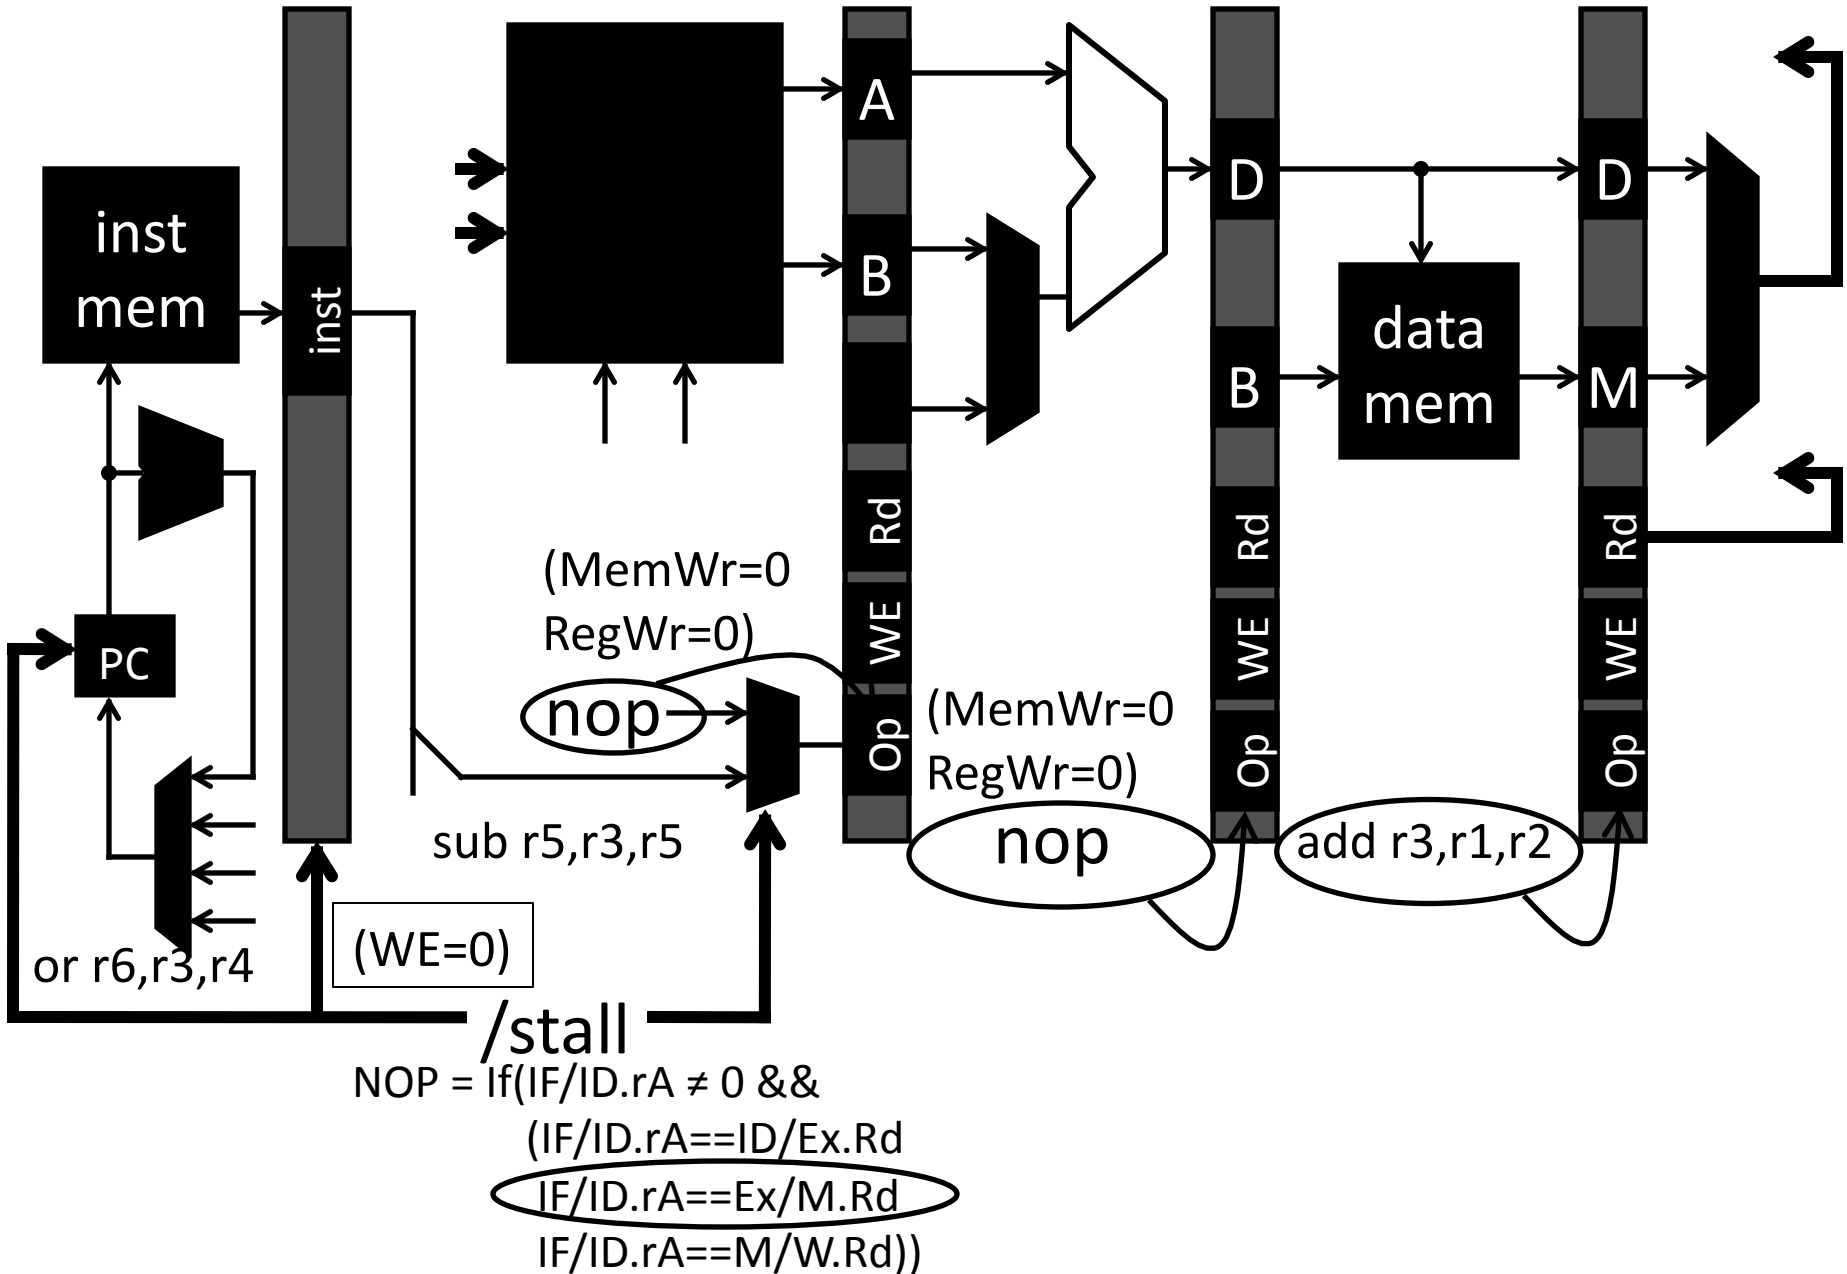 A
D
D
inst
mem
inst
B
data
mem
B
M
Rd
Rd
Rd
(MemWr=0
RegWr=0)
WE
WE
WE
PC
nop
Op
Op
Op
(MemWr=0
RegWr=0)
sub r5,r3,r5
nop
add r3,r1,r2
or r6,r3,r4
(WE=0)
/stall
NOP = If(IF/ID.rA ≠ 0 &&
(IF/ID.rA==ID/Ex.Rd
IF/ID.rA==Ex/M.Rd
IF/ID.rA==M/W.Rd))